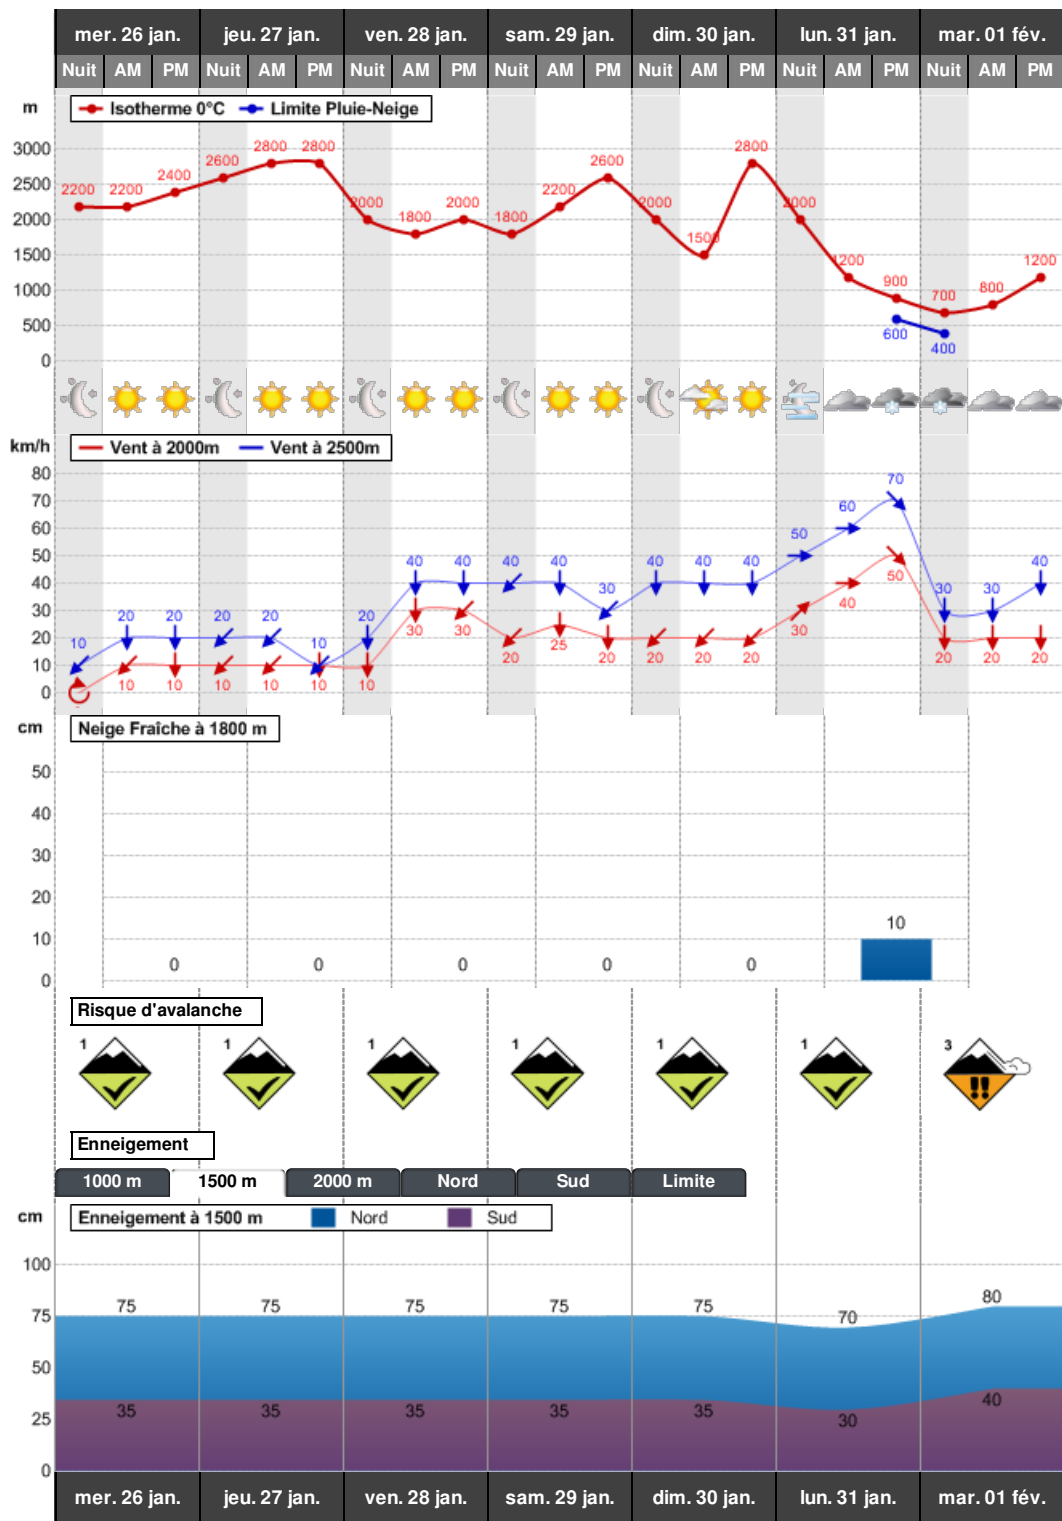 mer. 26 jan. jeu. 27 jan. ven. 28 jan. sam. 29 jan. dim. 30 jan. lun. 31 jan. mar. 01 fév.
Nuit AM PM Nuit AM PM Nuit AM PM Nuit AM PM Nuit AM PM Nuit AM PM Nuit AM PM
m
Isotherme 0°C Limite Pluie-Neige
3000
2500
2000
1500
1000
500
0
2200 2200 2400 2600 2800 2800 2000 1800 2000 1800 2200 2600 2000 1500 2800 2000 1200 900 700 800 1200
600 400
km/h
Vent à 2000m Vent à 2500m
80
70
60
50
40
30
20
10
0
10 20 20 20 20 10 20 40 40 40 40 30 40 40 40 50 60 70 30 30 40
10 10 10 10 10 10 30 30 20 25 20 20 20 20 30 40 50 20 20 20
cm
Neige Fraîche à 1800 m
50
40
30
20
10
0
0 0 0 0 0 10
Risque d'avalanche
1 1 1 1 1 1 3
!!
Enneigement
1000 m 1500 m 2000 m Nord Sud Limite
cm
Enneigement à 1500 m Nord Sud
100
75
50
25
0
75 75 75 75 75 70 80
35 35 35 35 35 30 40
mer. 26 jan. jeu. 27 jan. ven. 28 jan. sam. 29 jan. dim. 30 jan. lun. 31 jan. mar. 01 fév.